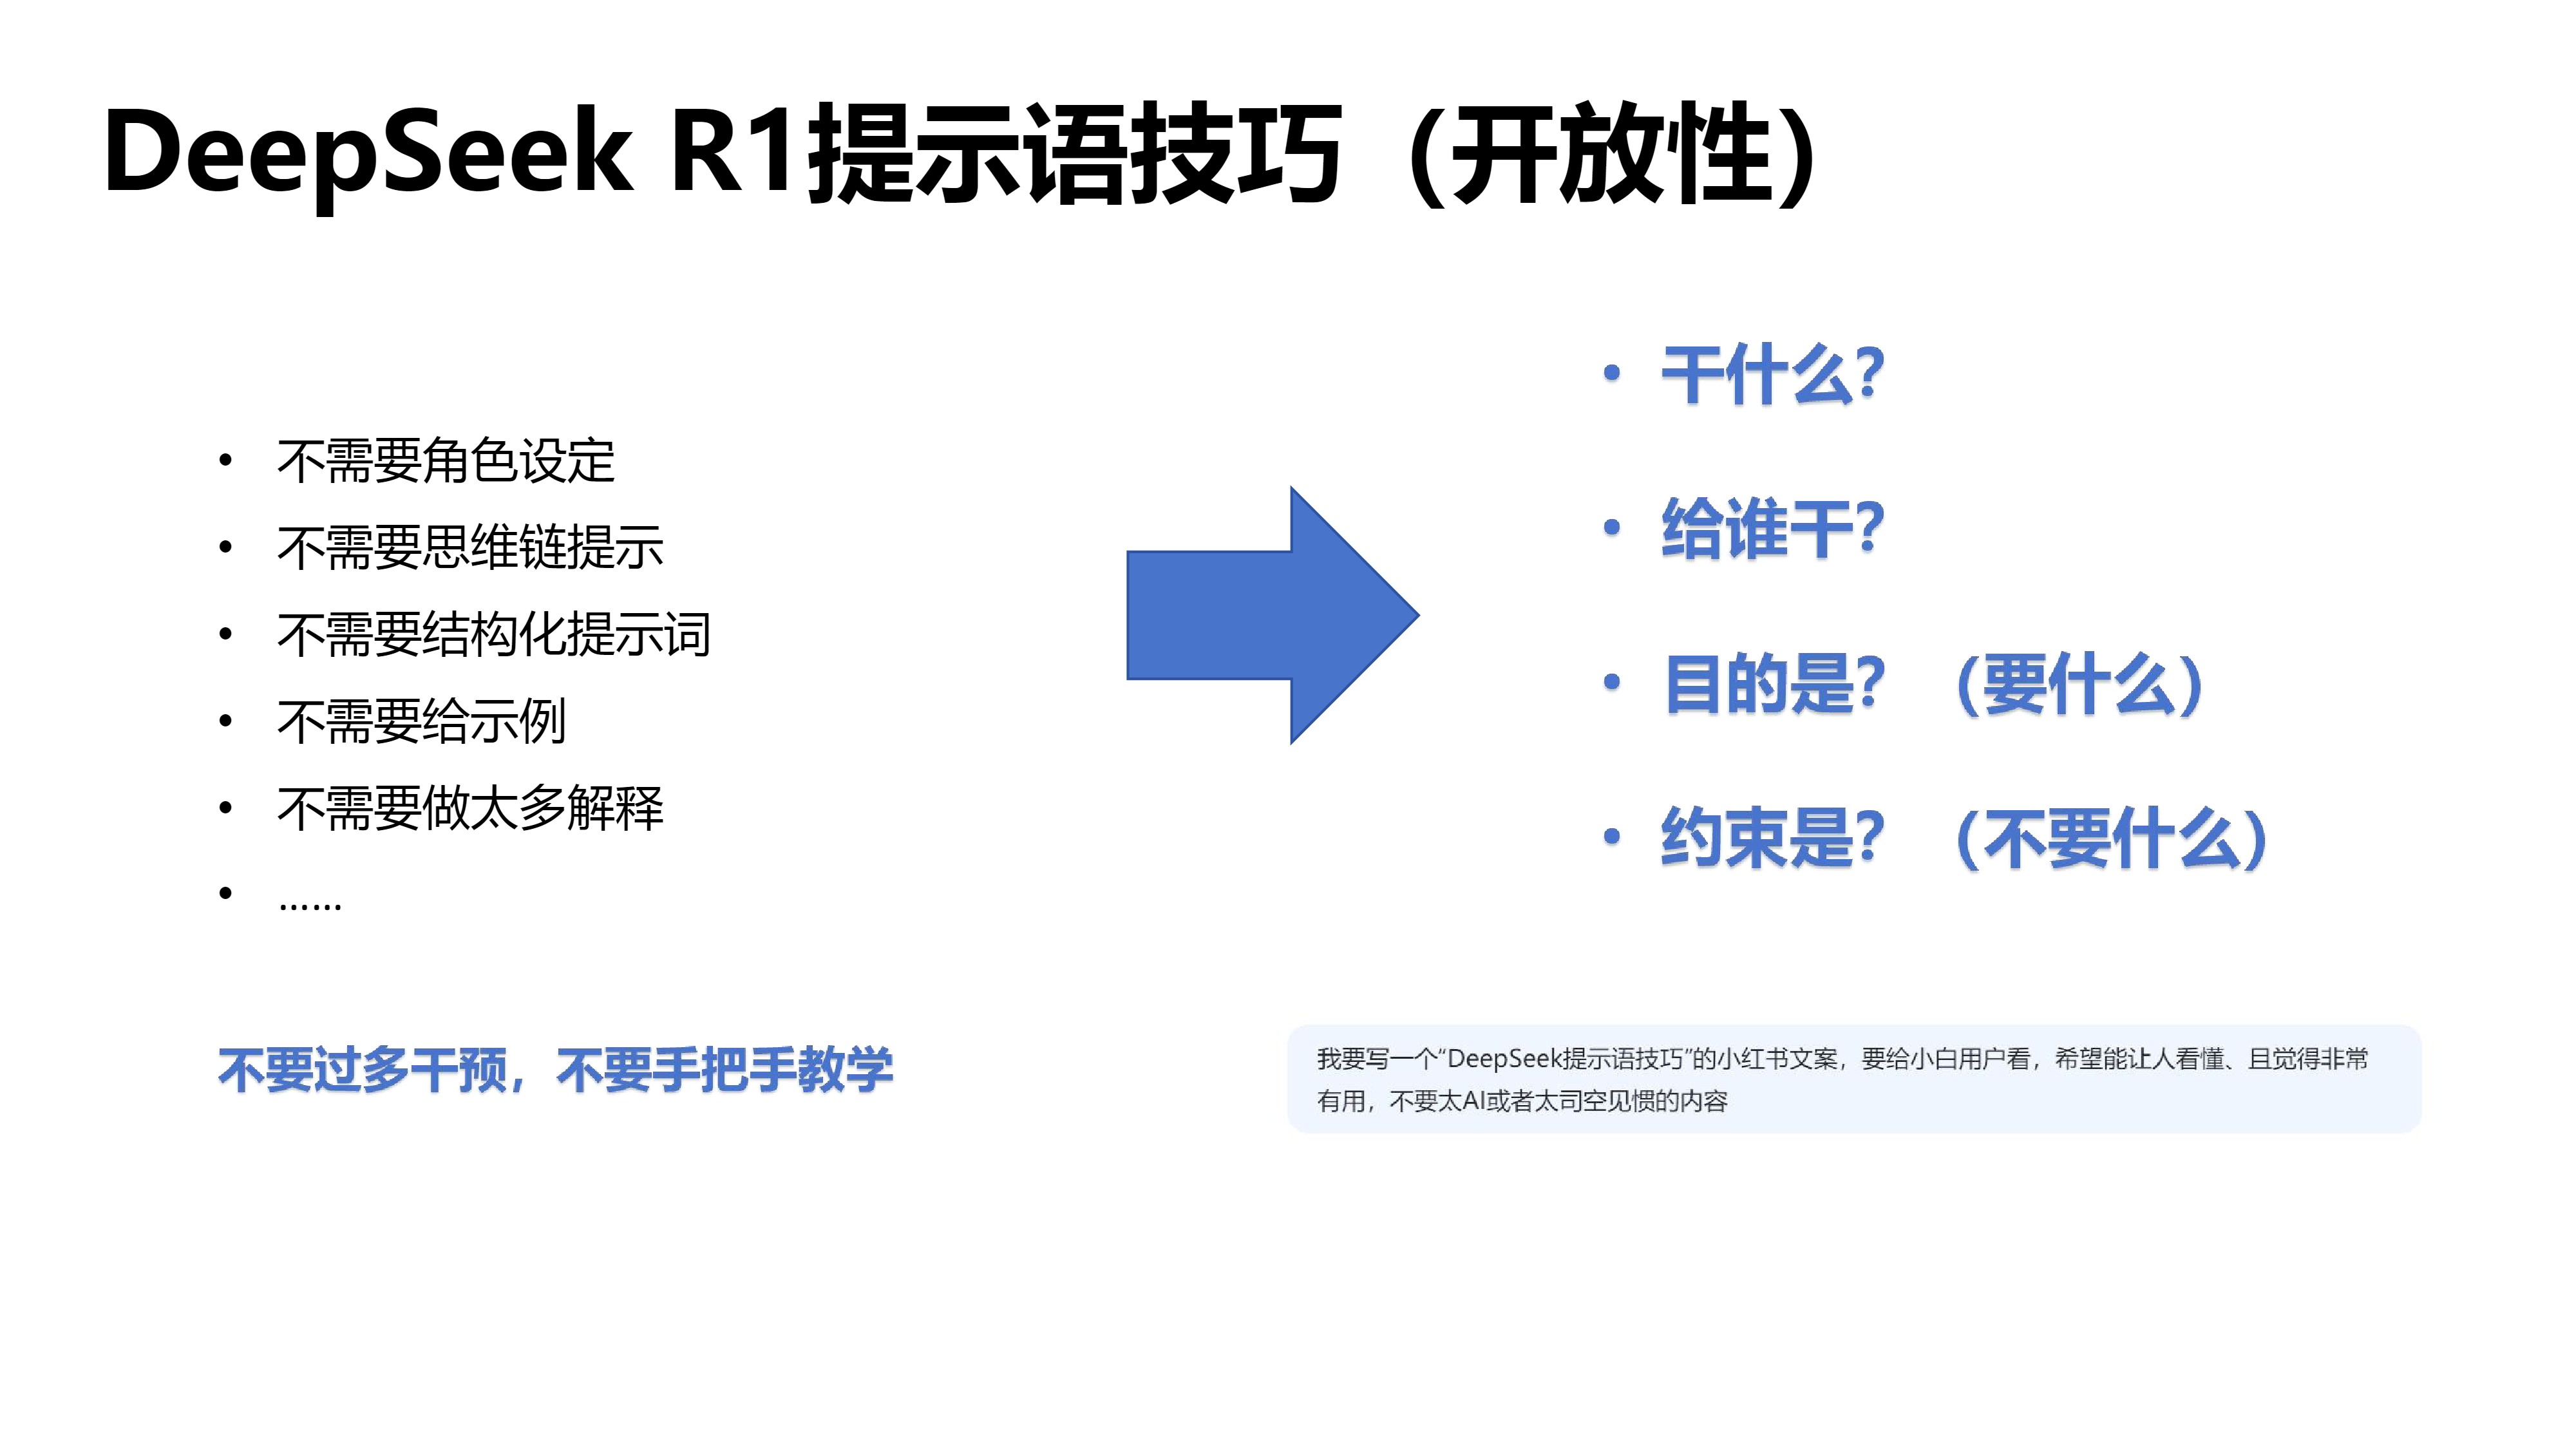 DeepSeek R1提示语技巧（开放性）
• 不需要角色设定
• 不需要思维链提示
• 不需要结构化提示词
• 不需要给示例
• 不需要做太多解释
• ……
不要过多干预，不要手把手教学
• 干什么？
• 给谁干？
• 目的是？（要什么）
• 约束是？（不要什么）
我要写一个“DeepSeek提示语技巧”的小红书文案，要给小白用户看，希望能让人看懂、且觉得非常
有用，不要太AI或者太司空见惯的内容